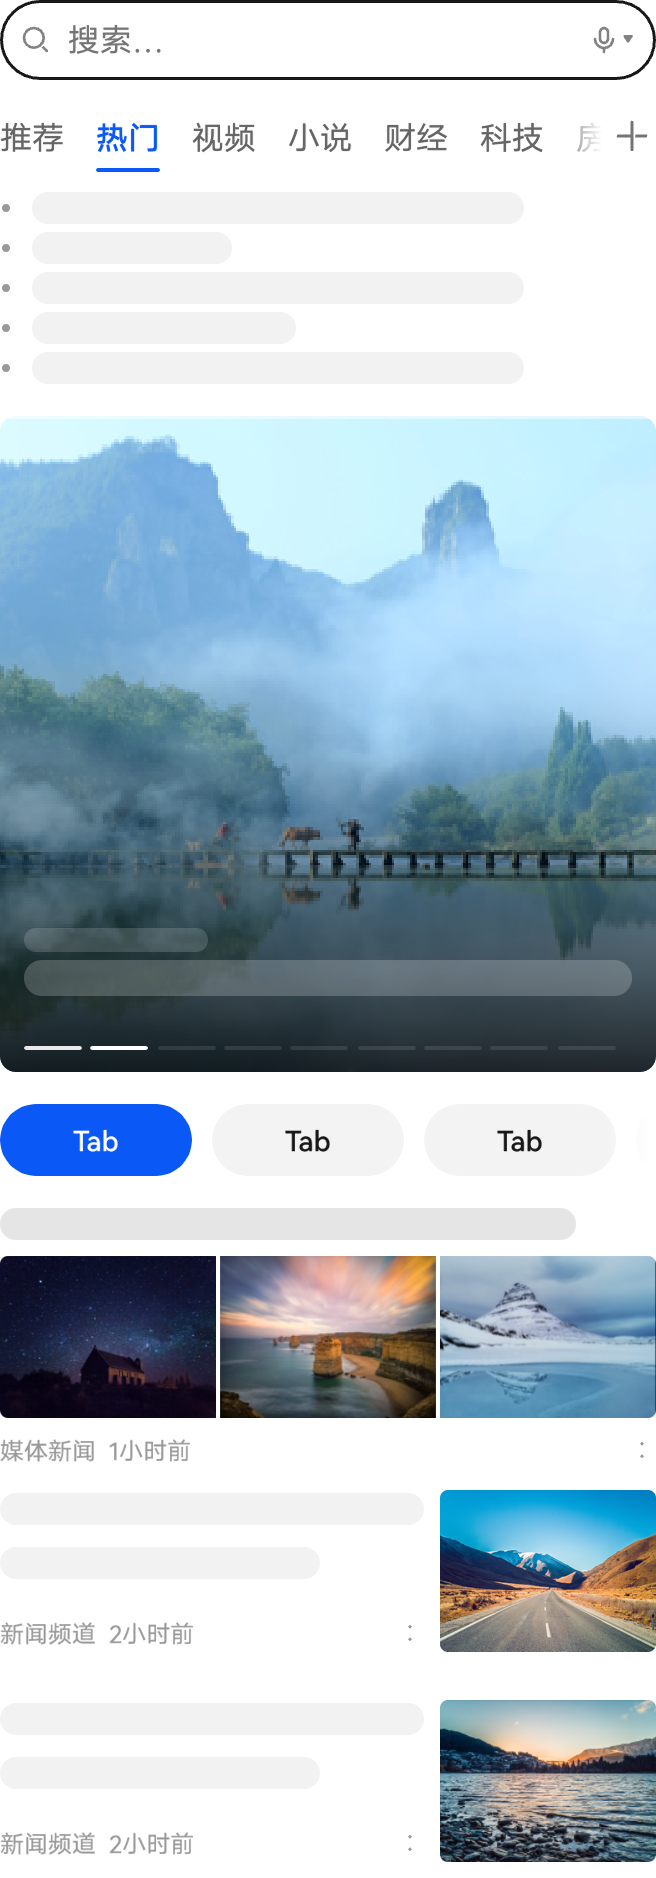 搜索...
推荐 热门 视频 小说 财经 科技 房
Tab Tab Tab
媒体新闻 1小时前
新闻频道 2小时前
新闻频道 2小时前